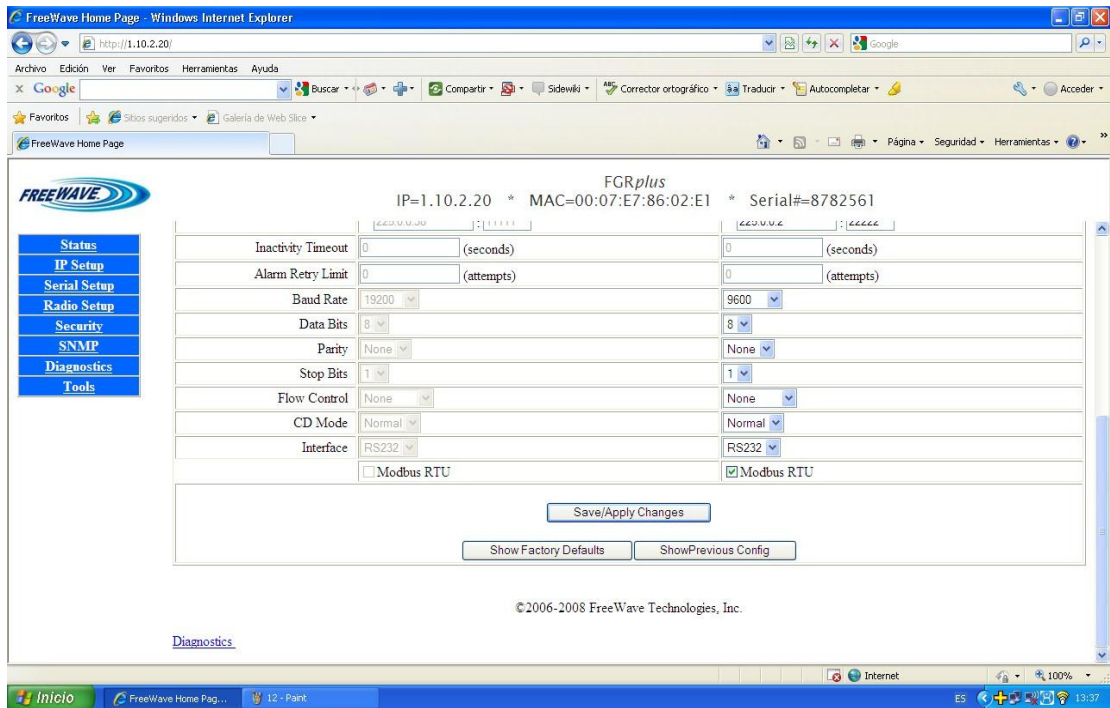 FreeWave Home Page - Windows Internet Explorer
http://1.10.2.20/
Google
Archivo Edición Ver Favoritos Herramientas Ayuda
x Google Buscar Compartir Sidewiki Corrector ortográfico Traducir Autocompletar Acceder
Favoritos Sitios sugeridos Galería de Web Slice
FreeWave Home Page Página Seguridad Herramientas »
FREEWAVE
FGRplus
IP=1.10.2.20 * MAC=00:07:E7:86:02:E1 * Serial#=8782561
Status
IP Setup
Serial Setup
Radio Setup
Security
SNMP
Diagnostics
Tools
: 11111 225.0.0.2 : 22222
Inactivity Timeout 0 (seconds) 0 (seconds)
Alarm Retry Limit 0 (attempts) 0 (attempts)
Baud Rate 19200 9600
Data Bits 8 8
Parity None None
Stop Bits 1 1
Flow Control None None
CD Mode Normal Normal
Interface RS232 RS232
Modbus RTU Modbus RTU
Save/Apply Changes
Show Factory Defaults ShowPrevious Config
©2006-2008 FreeWave Technologies, Inc.
Diagnostics
Internet 100%
Inicio FreeWave Home Pag... 12 - Paint ES 13:37